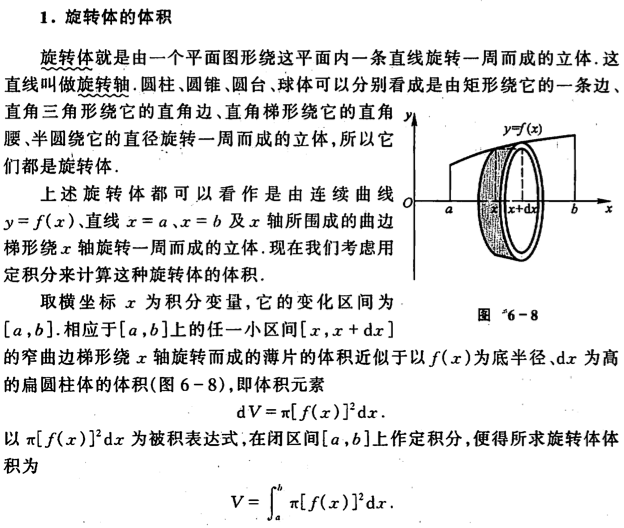 1. 旋转体的体积
旋转体就是由一个平面图形绕这平面内一条直线旋转一周而成的立体.这
直线叫做旋转轴.圆柱、圆锥、圆台、球体可以分别看成是由矩形绕它的一条边、
直角三角形绕它的直角边、直角梯形绕它的直角
腰、半圆绕它的直径旋转一周而成的立体,所以它
们都是旋转体.
上述旋转体都可以看作是由连续曲线
y=f(x)、直线 x=a、x=b 及 x 轴所围成的曲边
梯形绕 x 轴旋转一周而成的立体.现在我们考虑用
定积分来计算这种旋转体的体积.
取横坐标 x 为积分变量,它的变化区间为
[a,b].相应于[a,b]上的任一小区间[x,x+dx]
y
y=f(x)
O
a
x
x+dx
b
x
图 6-8
的窄曲边梯形绕 x 轴旋转而成的薄片的体积近似于以 f(x)为底半径、dx 为高
的扁圆柱体的体积(图 6-8),即体积元素
dV=π[f(x)]²dx.
以 π[f(x)]²dx 为被积表达式,在闭区间[a,b]上作定积分,便得所求旋转体体
积为
V=∫ₐᵇ π[f(x)]²dx.